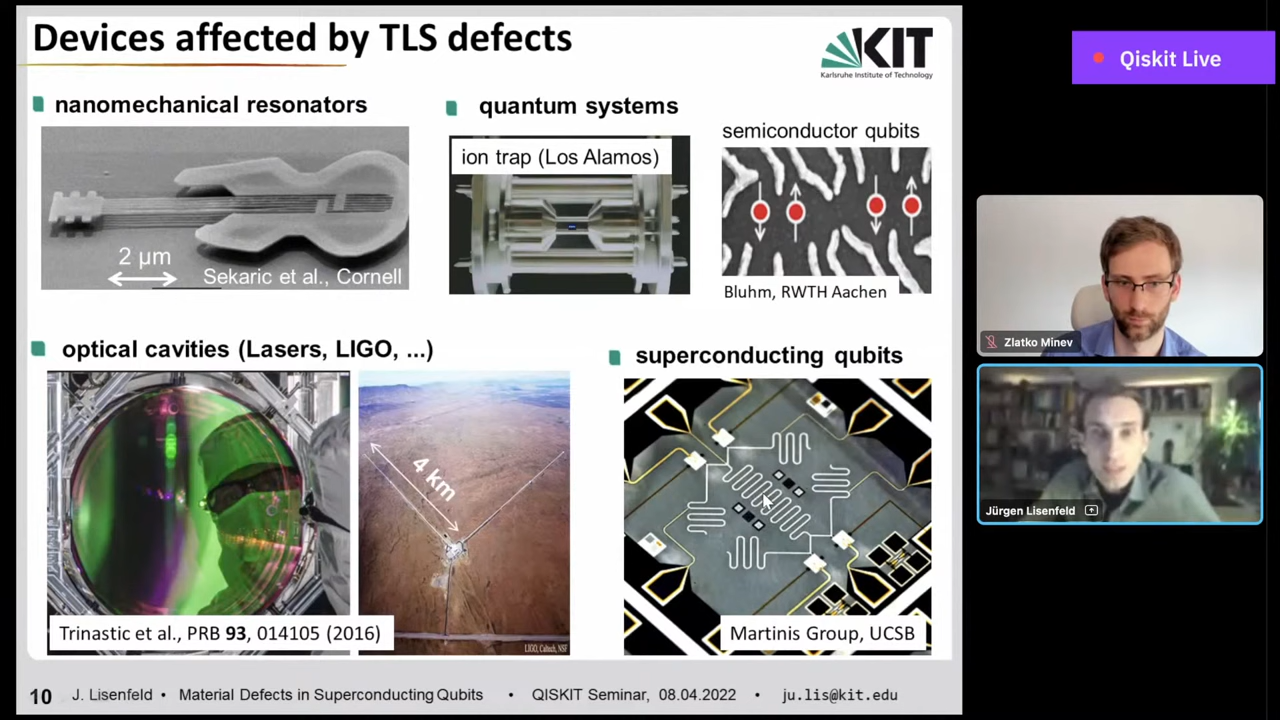 Devices affected by TLS defects
KIT
Karlsruhe Institute of Technology
Qiskit Live
nanomechanical resonators
2 µm
Sekaric et al., Cornell
quantum systems
ion trap (Los Alamos)
semiconductor qubits
Bluhm, RWTH Aachen
optical cavities (Lasers, LIGO, ...)
4 km
Trinastic et al., PRB 93, 014105 (2016)
LIGO, Caltech, NSF
superconducting qubits
Martinis Group, UCSB
Zlatko Minev
Jürgen Lisenfeld
10 J. Lisenfeld • Material Defects in Superconducting Qubits • QISKIT Seminar, 08.04.2022 • ju.lis@kit.edu